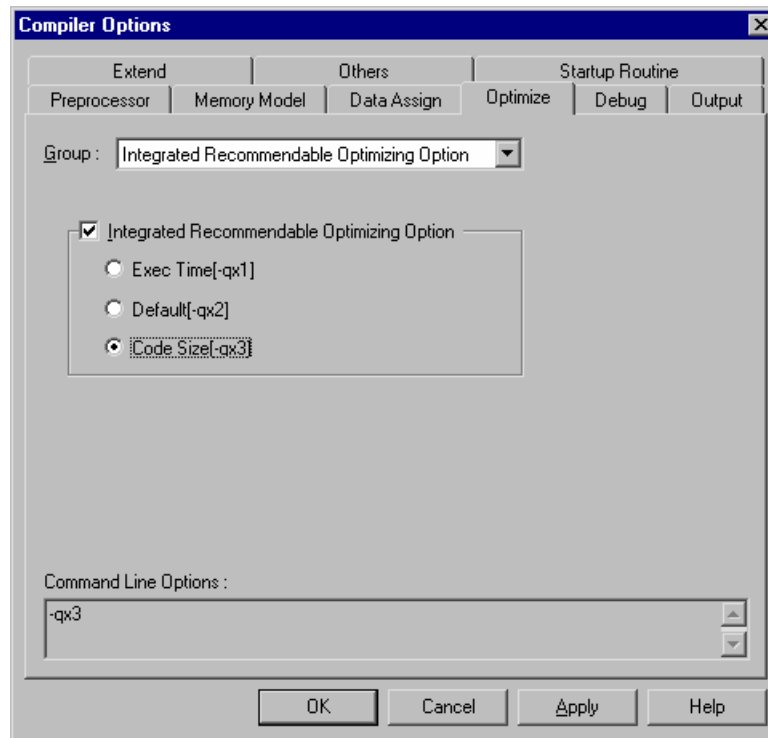 Compiler Options
Extend Others Startup Routine
Preprocessor Memory Model Data Assign Optimize Debug Output
Group : Integrated Recommendable Optimizing Option
Integrated Recommendable Optimizing Option
Exec Time[-qx1]
Default[-qx2]
Code Size[-qx3]
Command Line Options :
-qx3
OK Cancel Apply Help